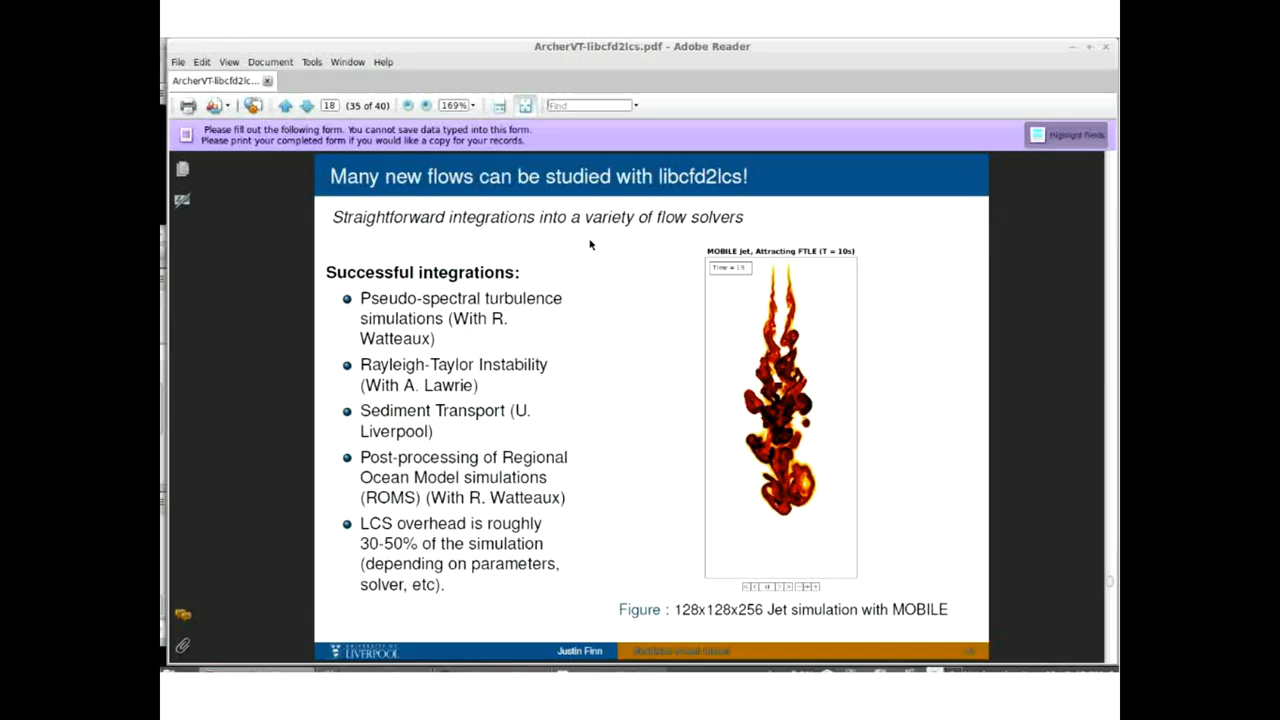 ArcherVT-libcfd2lcs.pdf - Adobe Reader
File Edit View Document Tools Window Help
ArcherVT-libcfd2lc...
18 (35 of 40) 169% Find
Please fill out the following form. You cannot save data typed into this form.
Please print your completed form if you would like a copy for your records.
Highlight Fields
Many new flows can be studied with libcfd2lcs!
Straightforward integrations into a variety of flow solvers
Successful integrations:
Pseudo-spectral turbulence
simulations (With R.
Watteaux)
Rayleigh-Taylor Instability
(With A. Lawrie)
Sediment Transport (U.
Liverpool)
Post-processing of Regional
Ocean Model simulations
(ROMS) (With R. Watteaux)
LCS overhead is roughly
30-50% of the simulation
(depending on parameters,
solver, etc).
MOBILE Jet, Attracting FTLE (T = 10s)
Time = 19
Figure : 128x128x256 Jet simulation with MOBILE
LIVERPOOL
Justin Finn